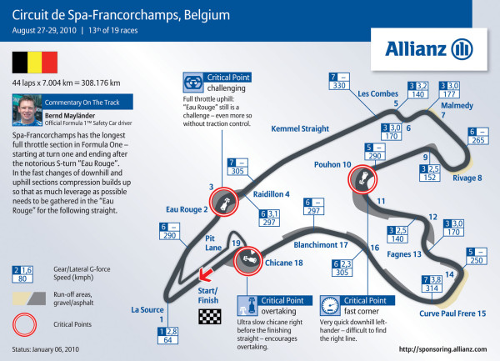 Circuit de Spa-Francorchamps, Belgium
August 27-29, 2010 | 13th of 19 races
Allianz
44 laps x 7.004 km = 308.176 km
Commentary On The Track
Bernd Mayländer
Official Formula 1™ Safety Car driver
Spa-Francorchamps has the longest
full throttle section in Formula One –
starting at turn one and ending after
the notorious 5-turn "Eau Rouge".
In the fast changes of downhill and
uphill sections compression builds up
so that as much leverage as possible
needs to be gathered in the "Eau
Rouge" for the following straight.
Critical Point
challenging
Full throttle uphill:
"Eau Rouge" still is a
challenge – even more so
without traction control.
7 –
330
Les Combes
5
3 3,2
140
3 3,0
177
Malmedy
7
Kemmel Straight
3 3,0
170
6
6 –
265
5 –
290
Pouhon 10
9
3 2,5
152
Rivage 8
7 –
305
3
Raidillon 4
Eau Rouge 2
11
6 3,1
297
6 –
297
12
3 3,0
170
6 –
290
Pit
Lane
19
Blanchimont 17
16
3 2,5
140
Fagnes 13
5 –
250
Chicane 18
6 2,3
305
7 3,8
314
14
Start/
Finish
Curve Paul Frere 15
La Source
1
1 2,8
64
2 1,6
80
Gear/Lateral G-force
Speed (kmph)
Run-off areas,
gravel/asphalt
Critical Points
Critical Point
overtaking
Ultra slow chicane right
before the finishing
straight – encourages
overtaking.
Critical Point
fast corner
Very quick downhill left-
hander – difficult to find
the right line.
Status: January 06, 2010
http://sponsoring.allianz.com